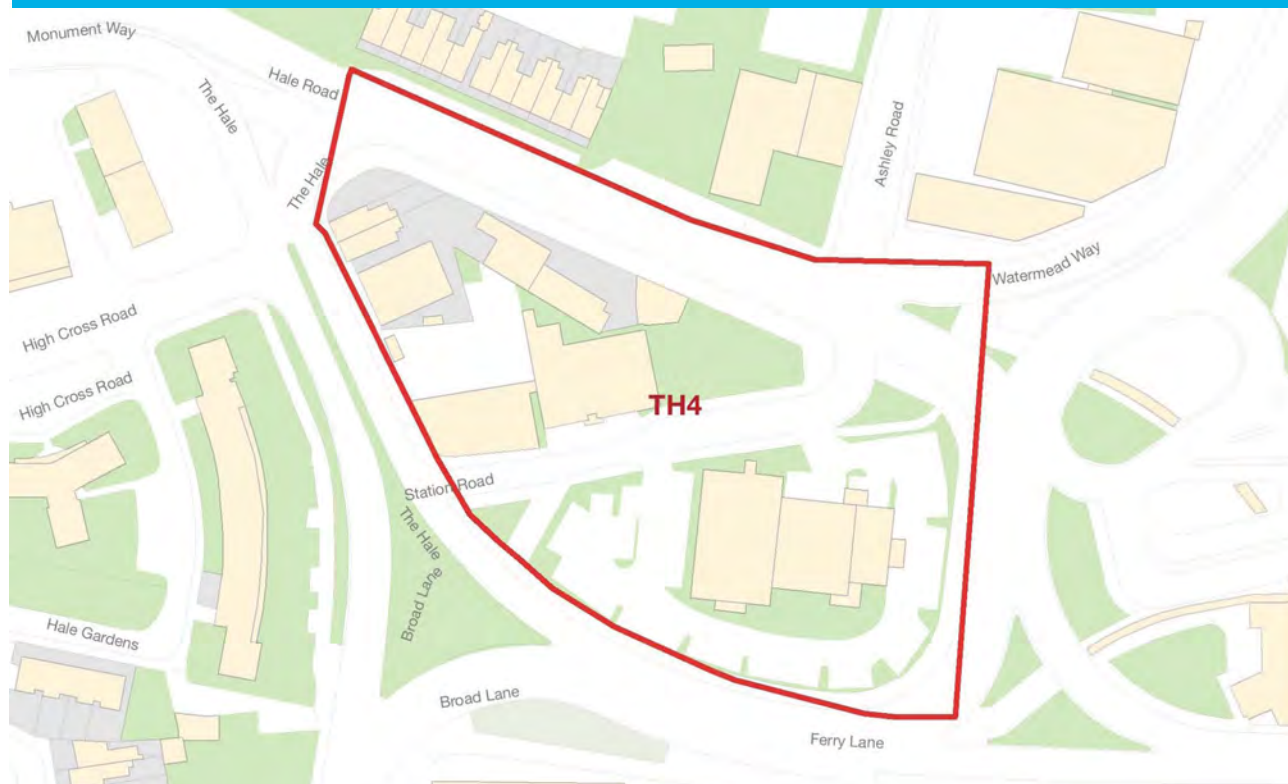 Monument Way
Hale Road
The Hale
The Hale
Ashley Road
Watermead Way
High Cross Road
High Cross Road
TH4
Station Road
The Hale
Broad Lane
Hale Gardens
Broad Lane
Ferry Lane